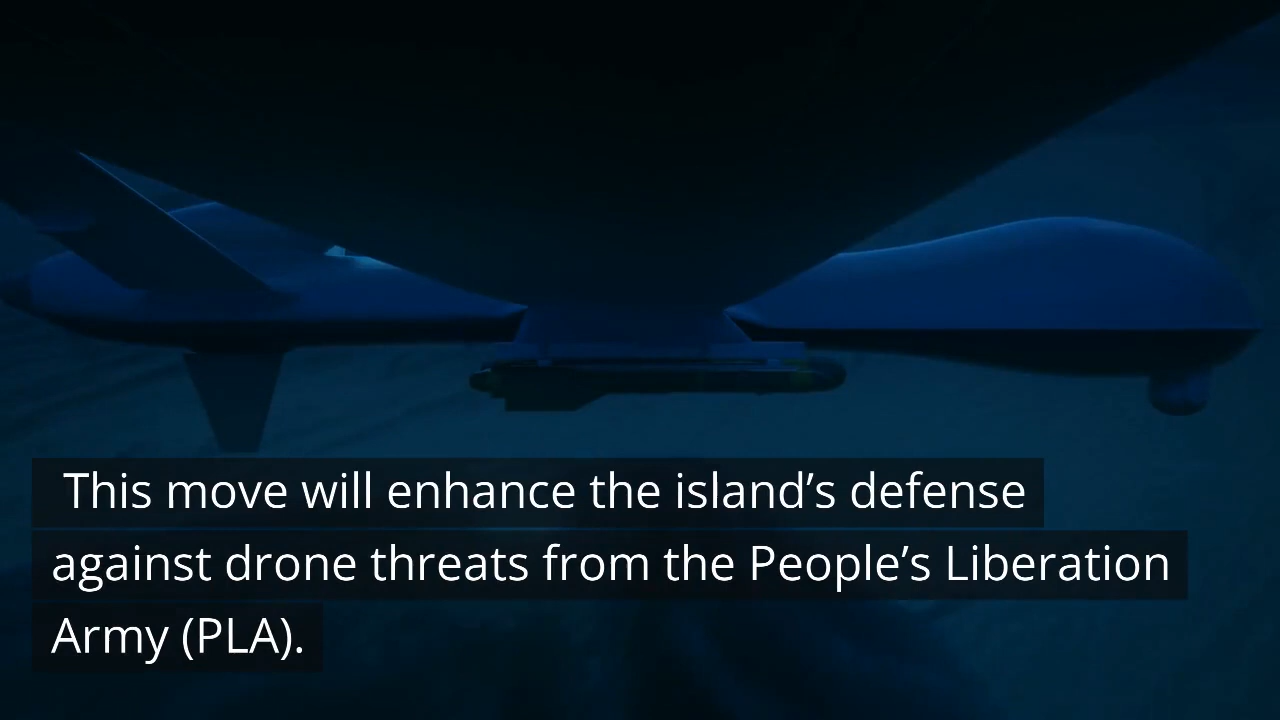 This move will enhance the island’s defense
against drone threats from the People’s Liberation
Army (PLA).